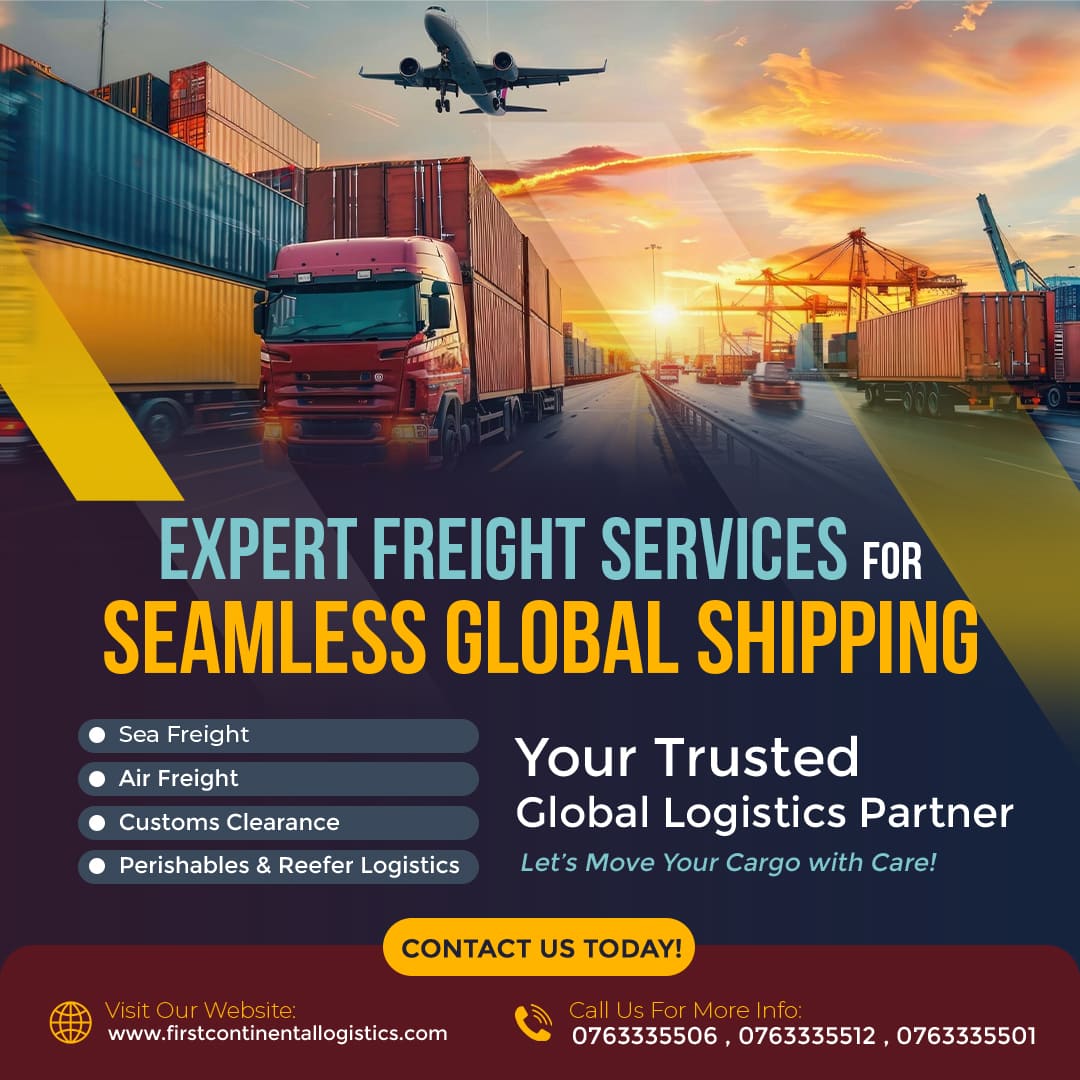 EXPERT FREIGHT SERVICES FOR
SEAMLESS GLOBAL SHIPPING
Sea Freight
Air Freight
Customs Clearance
Perishables & Reefer Logistics
Your Trusted
Global Logistics Partner
Let's Move Your Cargo with Care!
CONTACT US TODAY!
Visit Our Website:
www.firstcontinentallogistics.com
Call Us For More Info:
0763335506 , 0763335512 , 0763335501